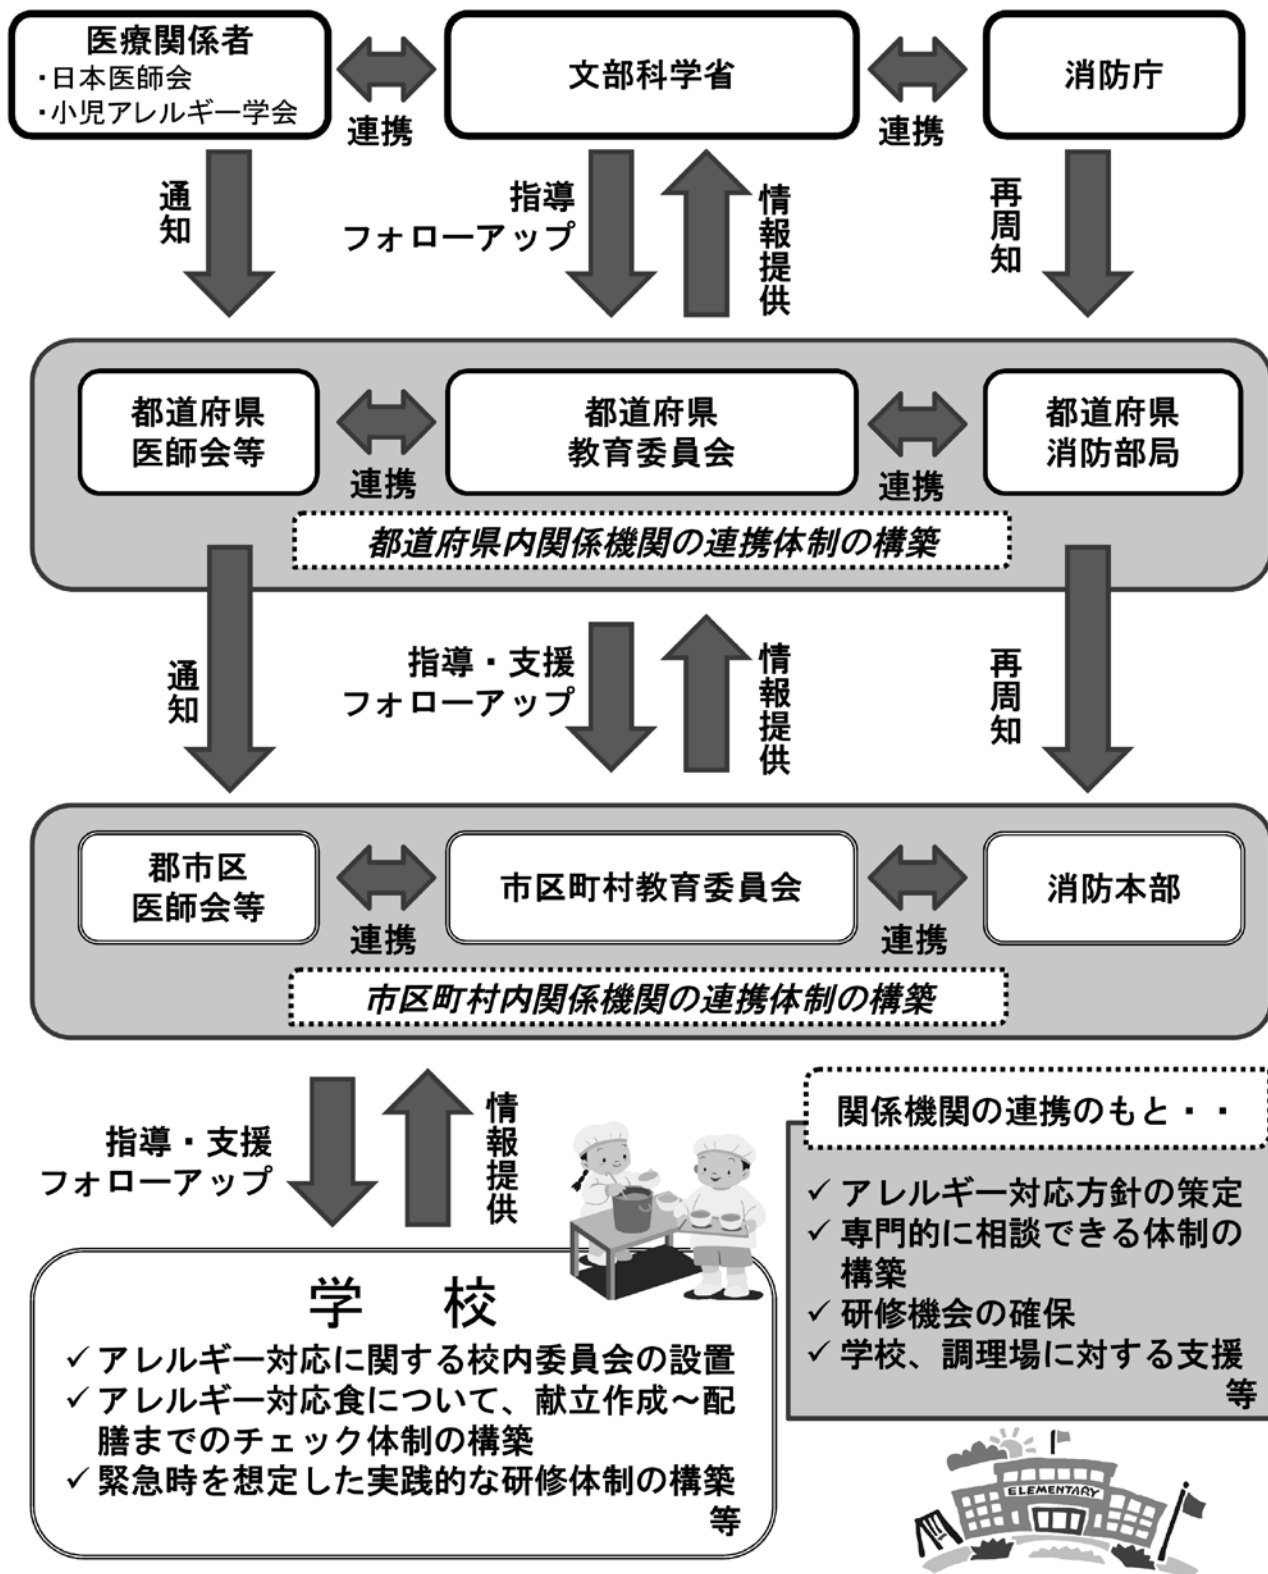 医療関係者
・日本医師会
・小児アレルギー学会
連携
文部科学省
連携
消防庁
通知
指導
フォローアップ
情報提供
再周知
都道府県
医師会等
連携
都道府県
教育委員会
連携
都道府県
消防部局
都道府県内関係機関の連携体制の構築
通知
指導・支援
フォローアップ
情報提供
再周知
郡市区
医師会等
連携
市区町村教育委員会
連携
消防本部
市区町村内関係機関の連携体制の構築
指導・支援
フォローアップ
情報提供
関係機関の連携のもと・・
✓ アレルギー対応方針の策定
✓ 専門的に相談できる体制の
構築
✓ 研修機会の確保
✓ 学校、調理場に対する支援
等
学　校
✓ アレルギー対応に関する校内委員会の設置
✓ アレルギー対応食について、献立作成～配
膳までのチェック体制の構築
✓ 緊急時を想定した実践的な研修体制の構築
等
ELEMENTARY